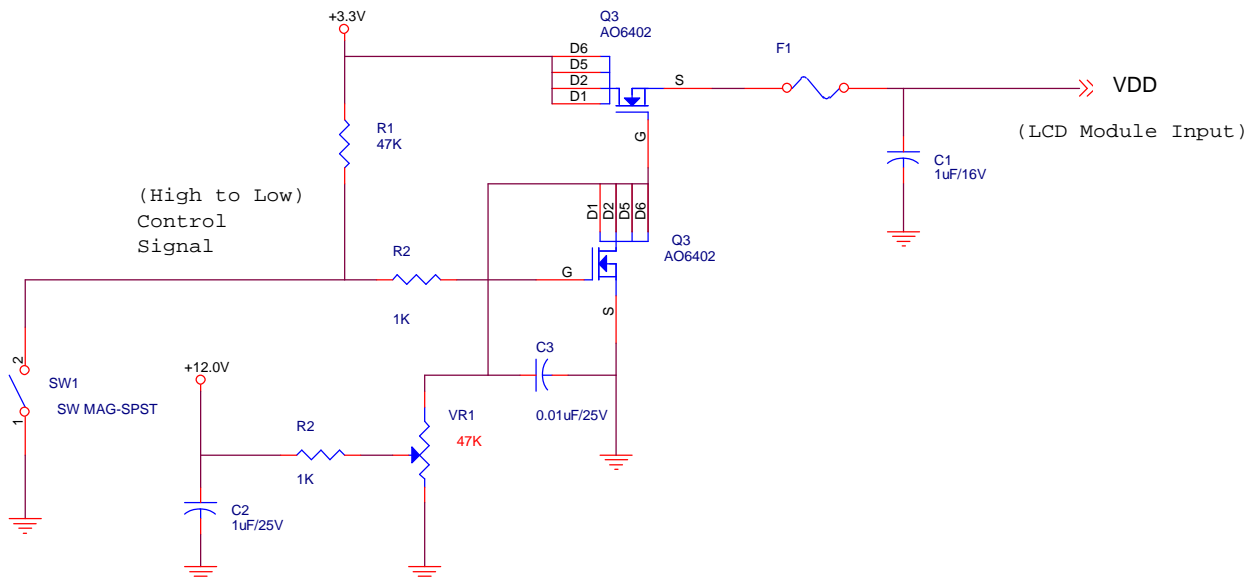 +3.3V
Q3
AO6402
D6
D5
D2
D1
S
G
F1
VDD
(LCD Module Input)
R1
47K
C1
1uF/16V
(High to Low)
Control
Signal
D1
D2
D5
D6
Q3
AO6402
R2
1K
G
S
2
SW1
SW MAG-SPST
1
+12.0V
C3
0.01uF/25V
R2
1K
VR1
47K
C2
1uF/25V